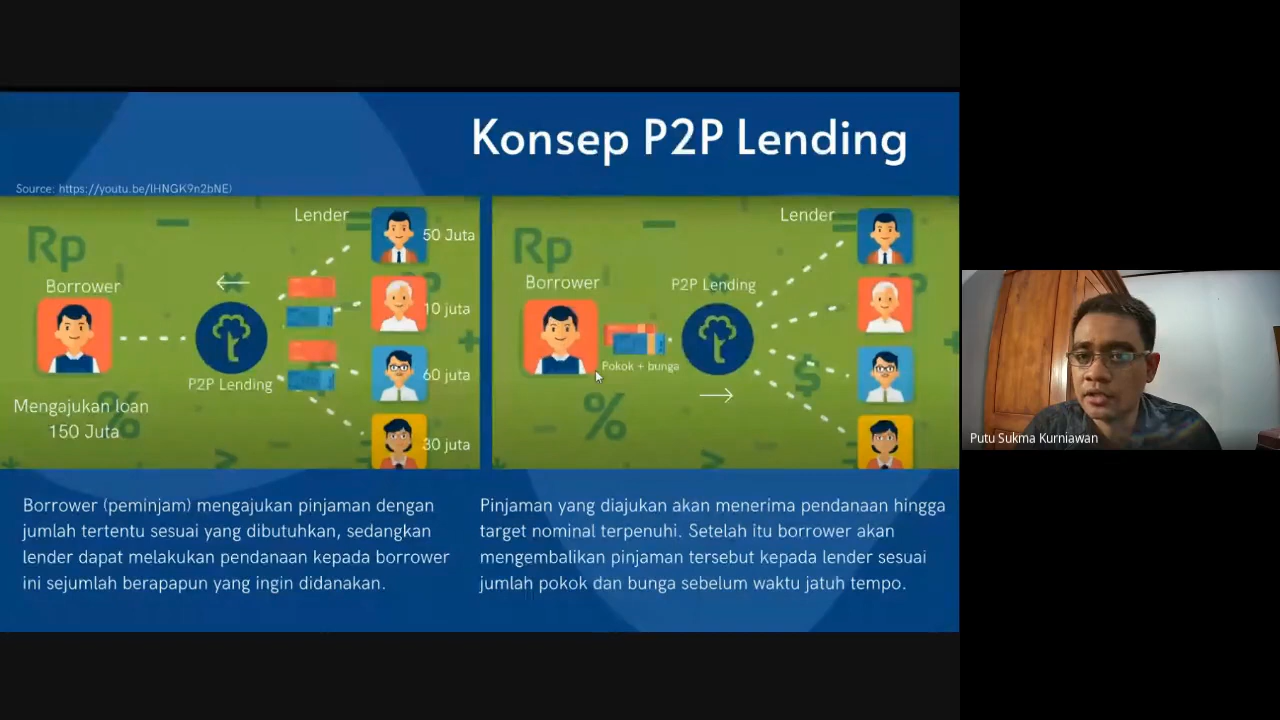 Konsep P2P Lending
Source: https://youtu.be/lHNGK9n2bNE)
Rp
Lender
50 Juta
Borrower
10 juta
60 juta
P2P Lending
%
Mengajukan loan
150 Juta
30 juta
Rp
Lender
Borrower
P2P Lending
Pokok + bunga
$
%
Borrower (peminjam) mengajukan pinjaman dengan
jumlah tertentu sesuai yang dibutuhkan, sedangkan
lender dapat melakukan pendanaan kepada borrower
ini sejumlah berapapun yang ingin didanakan.
Pinjaman yang diajukan akan menerima pendanaan hingga
target nominal terpenuhi. Setelah itu borrower akan
mengembalikan pinjaman tersebut kepada lender sesuai
jumlah pokok dan bunga sebelum waktu jatuh tempo.
Putu Sukma Kurniawan